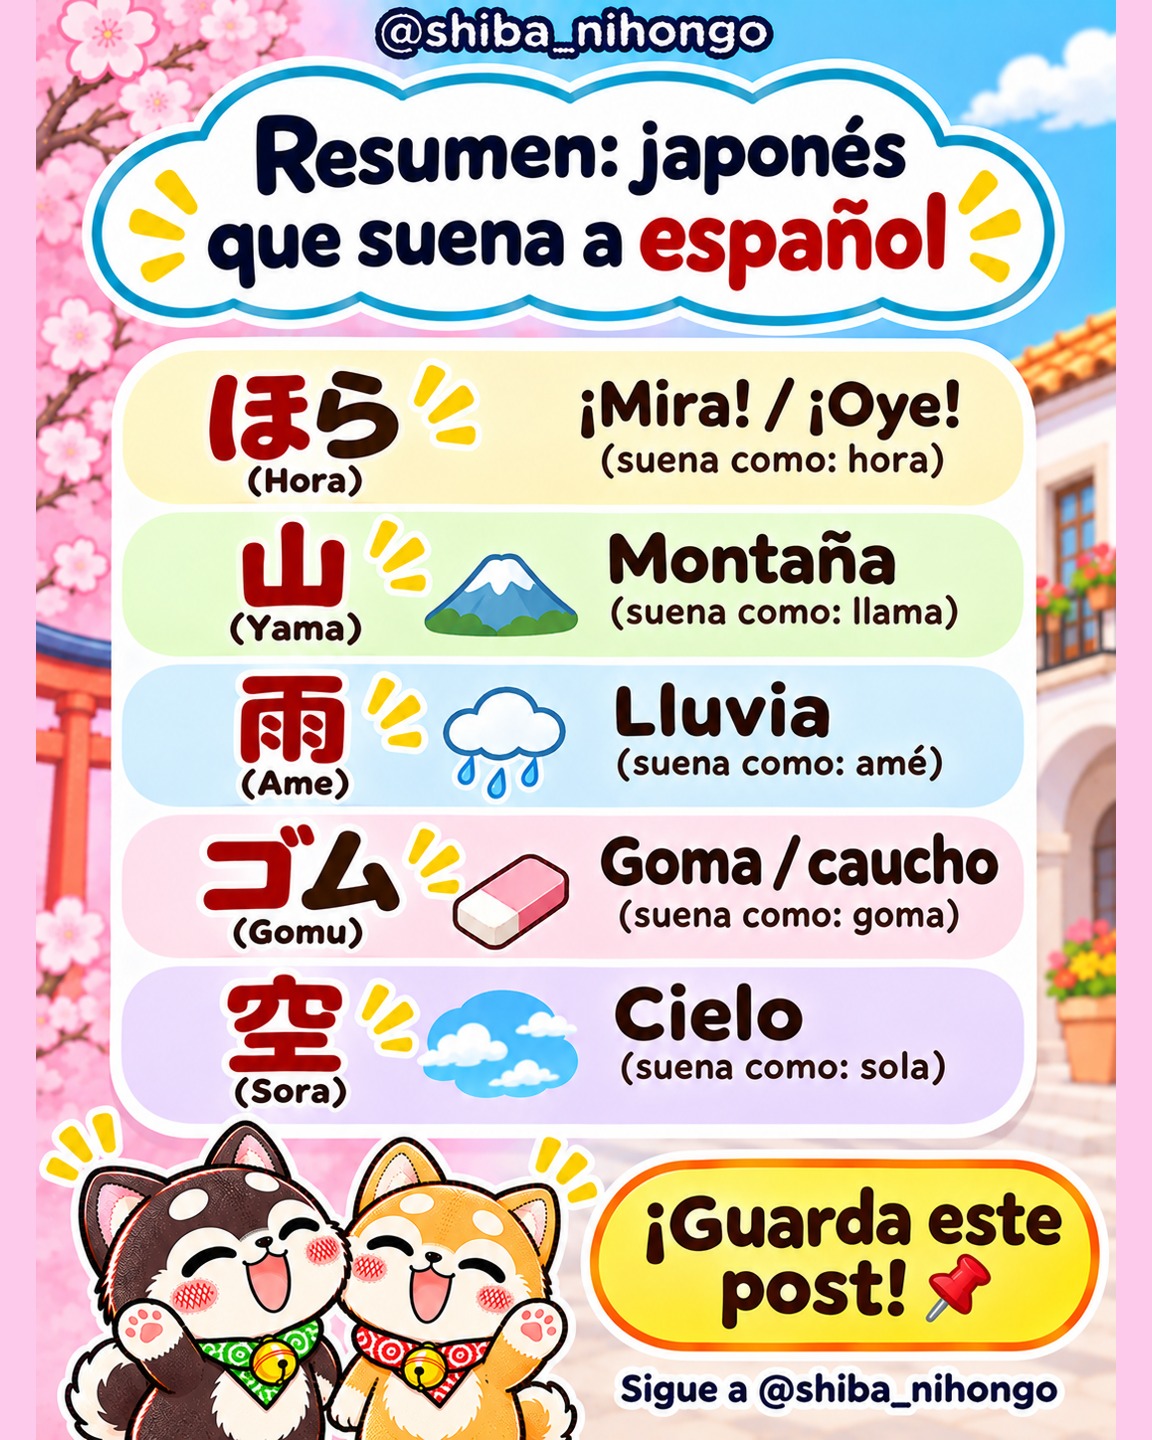 @shiba_nihongo
Resumen: japonés
que suena a español
ほら
(Hora)
¡Mira! / ¡Oye!
(suena como: hora)
山
(Yama)
Montaña
(suena como: llama)
雨
(Ame)
Lluvia
(suena como: amé)
ゴム
(Gomu)
Goma / caucho
(suena como: goma)
空
(Sora)
Cielo
(suena como: sola)
¡Guarda este
post!
Sigue a @shiba_nihongo